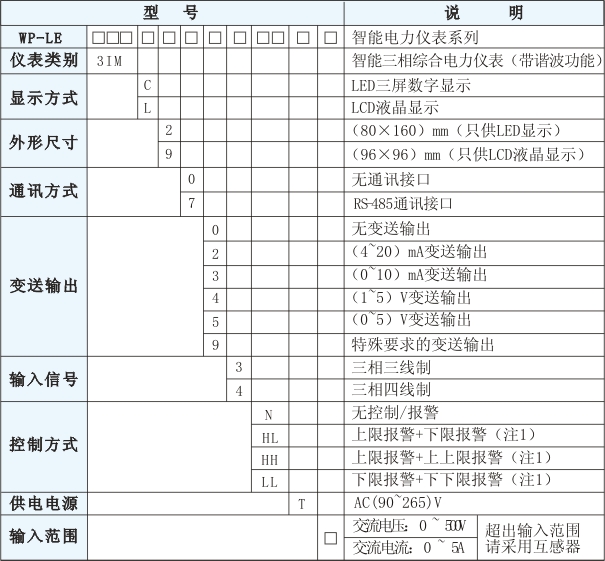 型 号 说 明
WP-LE □□□ □ □ □ □ □ □□ □ □ 智能电力仪表系列
仪表类别 3IM 智能三相综合电力仪表（带谐波功能）
显示方式 C LED三屏数字显示
L LCD液晶显示
外形尺寸 2 （80×160）mm（只供LED显示）
9 （96×96）mm（只供LCD液晶显示）
通讯方式 0 无通讯接口
7 RS-485通讯接口
变送输出 0 无变送输出
2 （4~20）mA变送输出
3 （0~10）mA变送输出
4 （1~5）V变送输出
5 （0~5）V变送输出
9 特殊要求的变送输出
输入信号 3 三相三线制
4 三相四线制
控制方式 N 无控制/报警
HL 上限报警+下限报警（注1）
HH 上限报警+上上限报警（注1）
LL 下限报警+下下限报警（注1）
供电电源 T AC(90~265)V
输入范围 □ 交流电压：0 ~ 500V 超出输入范围
交流电流：0 ~ 5A 请采用互感器